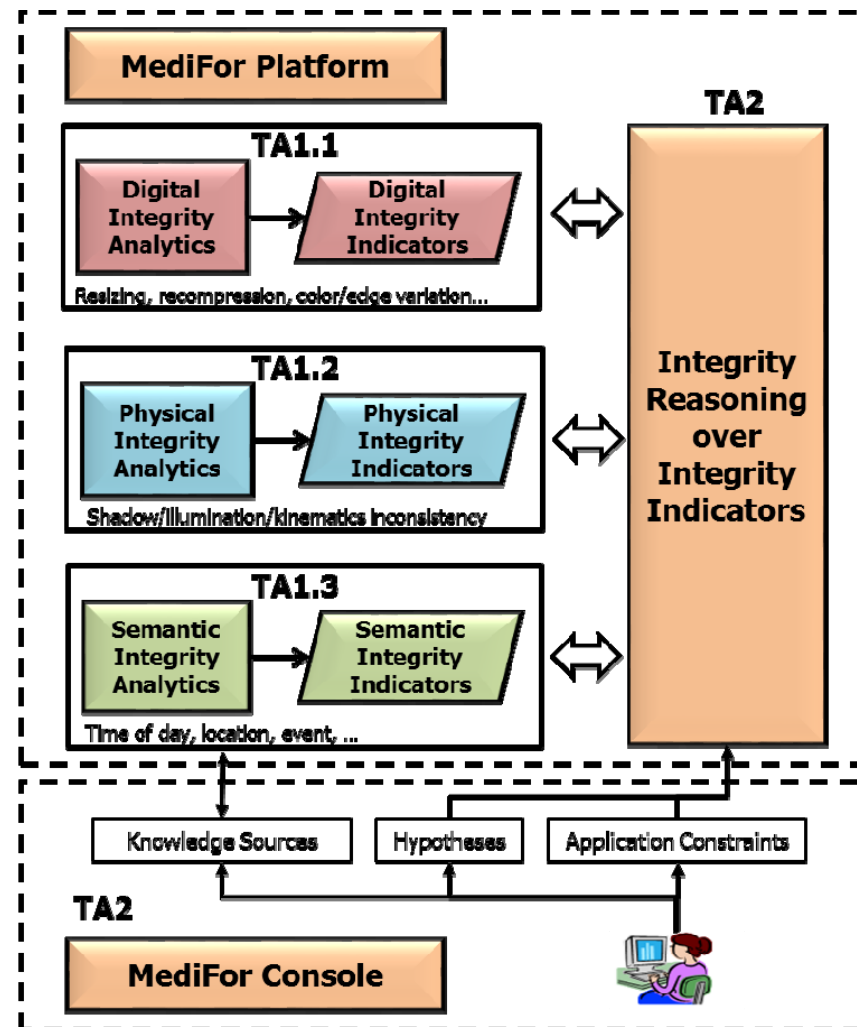 MediFor Platform
TA2
TA1.1
Digital
Integrity
Analytics
Digital
Integrity
Indicators
Resizing, recompression, color/edge variation...
TA1.2
Physical
Integrity
Analytics
Physical
Integrity
Indicators
Shadow/illumination/kinematics inconsistency
TA1.3
Semantic
Integrity
Analytics
Semantic
Integrity
Indicators
Time of day, location, event, ...
Integrity
Reasoning
over
Integrity
Indicators
Knowledge Sources
Hypotheses
Application Constraints
TA2
MediFor Console